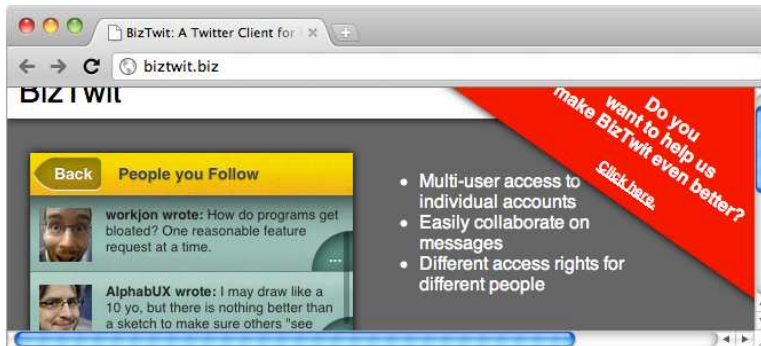 BizTwit: A Twitter Client for
biztwit.biz
BizTwit
Do you
want to help us
make BizTwit even better?
Click here.
Back
People you Follow
workjon wrote: How do programs get
bloated? One reasonable feature
request at a time.
...
AlphabUX wrote: I may draw like a
10 yo, but there is nothing better than
a sketch to make sure others "see
• Multi-user access to
individual accounts
• Easily collaborate on
messages
• Different access rights for
different people